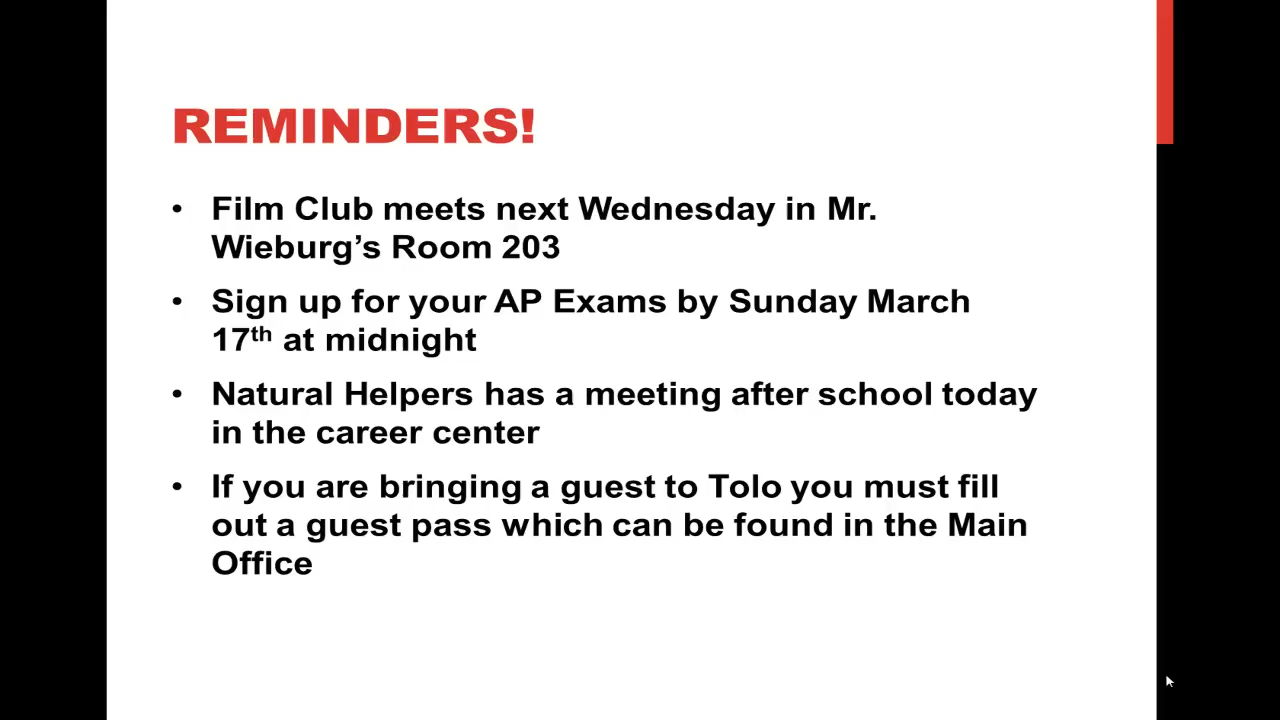 REMINDERS!
• Film Club meets next Wednesday in Mr.
Wieburg’s Room 203
• Sign up for your AP Exams by Sunday March
17th at midnight
• Natural Helpers has a meeting after school today
in the career center
• If you are bringing a guest to Tolo you must fill
out a guest pass which can be found in the Main
Office